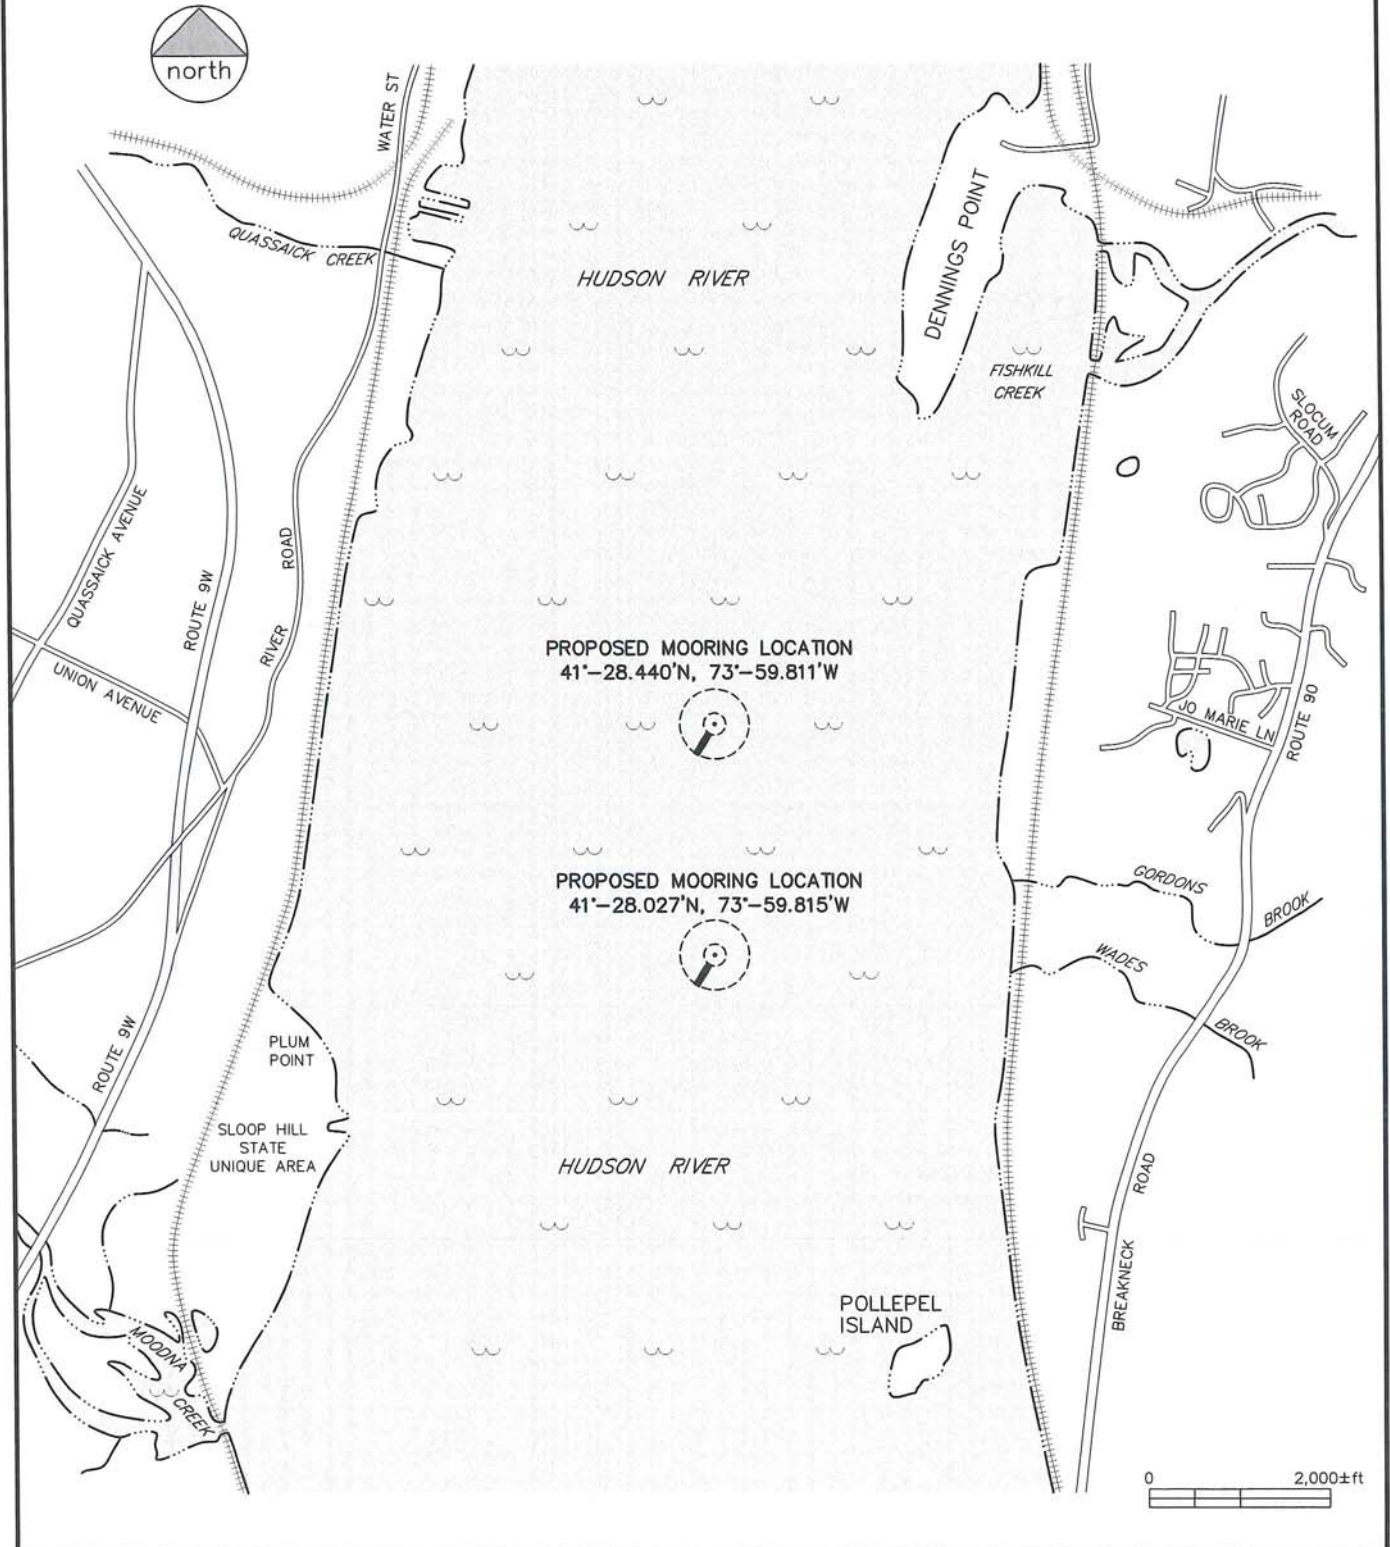 north
WATER ST
QUASSAICK CREEK
HUDSON RIVER
DENNINGS POINT
FISHKILL
CREEK
SLOCUM
ROAD
QUASSAICK AVENUE
ROUTE 9W
RIVER ROAD
UNION AVENUE
PROPOSED MOORING LOCATION
41°-28.440'N, 73°-59.811'W
JO MARIE LN
ROUTE 90
PROPOSED MOORING LOCATION
41°-28.027'N, 73°-59.815'W
GORDONS BROOK
WADES BROOK
ROUTE 9W
PLUM
POINT
SLOOP HILL
STATE
UNIQUE AREA
HUDSON RIVER
BREAKNECK ROAD
POLLEPEL
ISLAND
MOODNA CREEK
0 2,000±ft